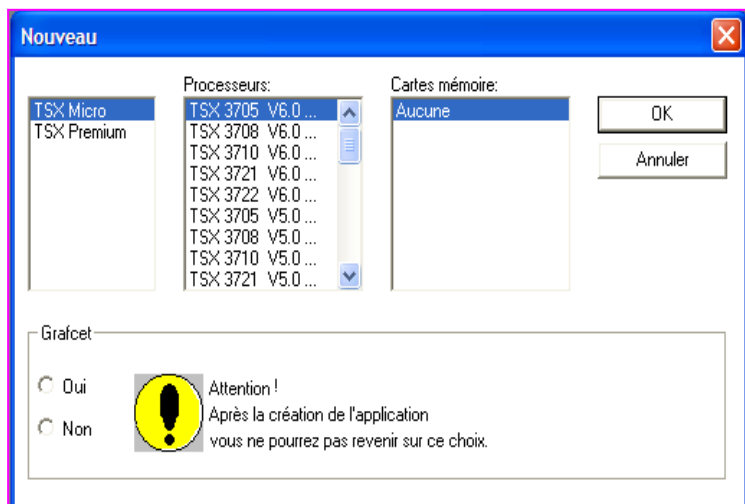 Nouveau
Processeurs:
Cartes mémoire:
TSX Micro
TSX Premium
TSX 3705 V6.0 ...
TSX 3708 V6.0 ...
TSX 3710 V6.0 ...
TSX 3721 V6.0 ...
TSX 3722 V6.0 ...
TSX 3705 V5.0 ...
TSX 3708 V5.0 ...
TSX 3710 V5.0 ...
TSX 3721 V5.0 ...
Aucune
OK
Annuler
Grafcet
Oui
Non
Attention !
Après la création de l'application
vous ne pourrez pas revenir sur ce choix.